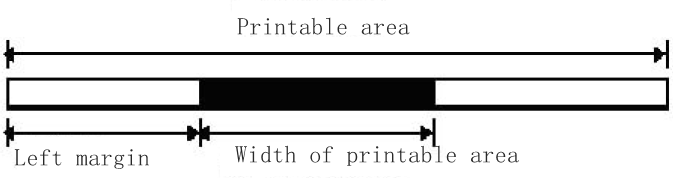 Printable area
Left margin
Width of printable area